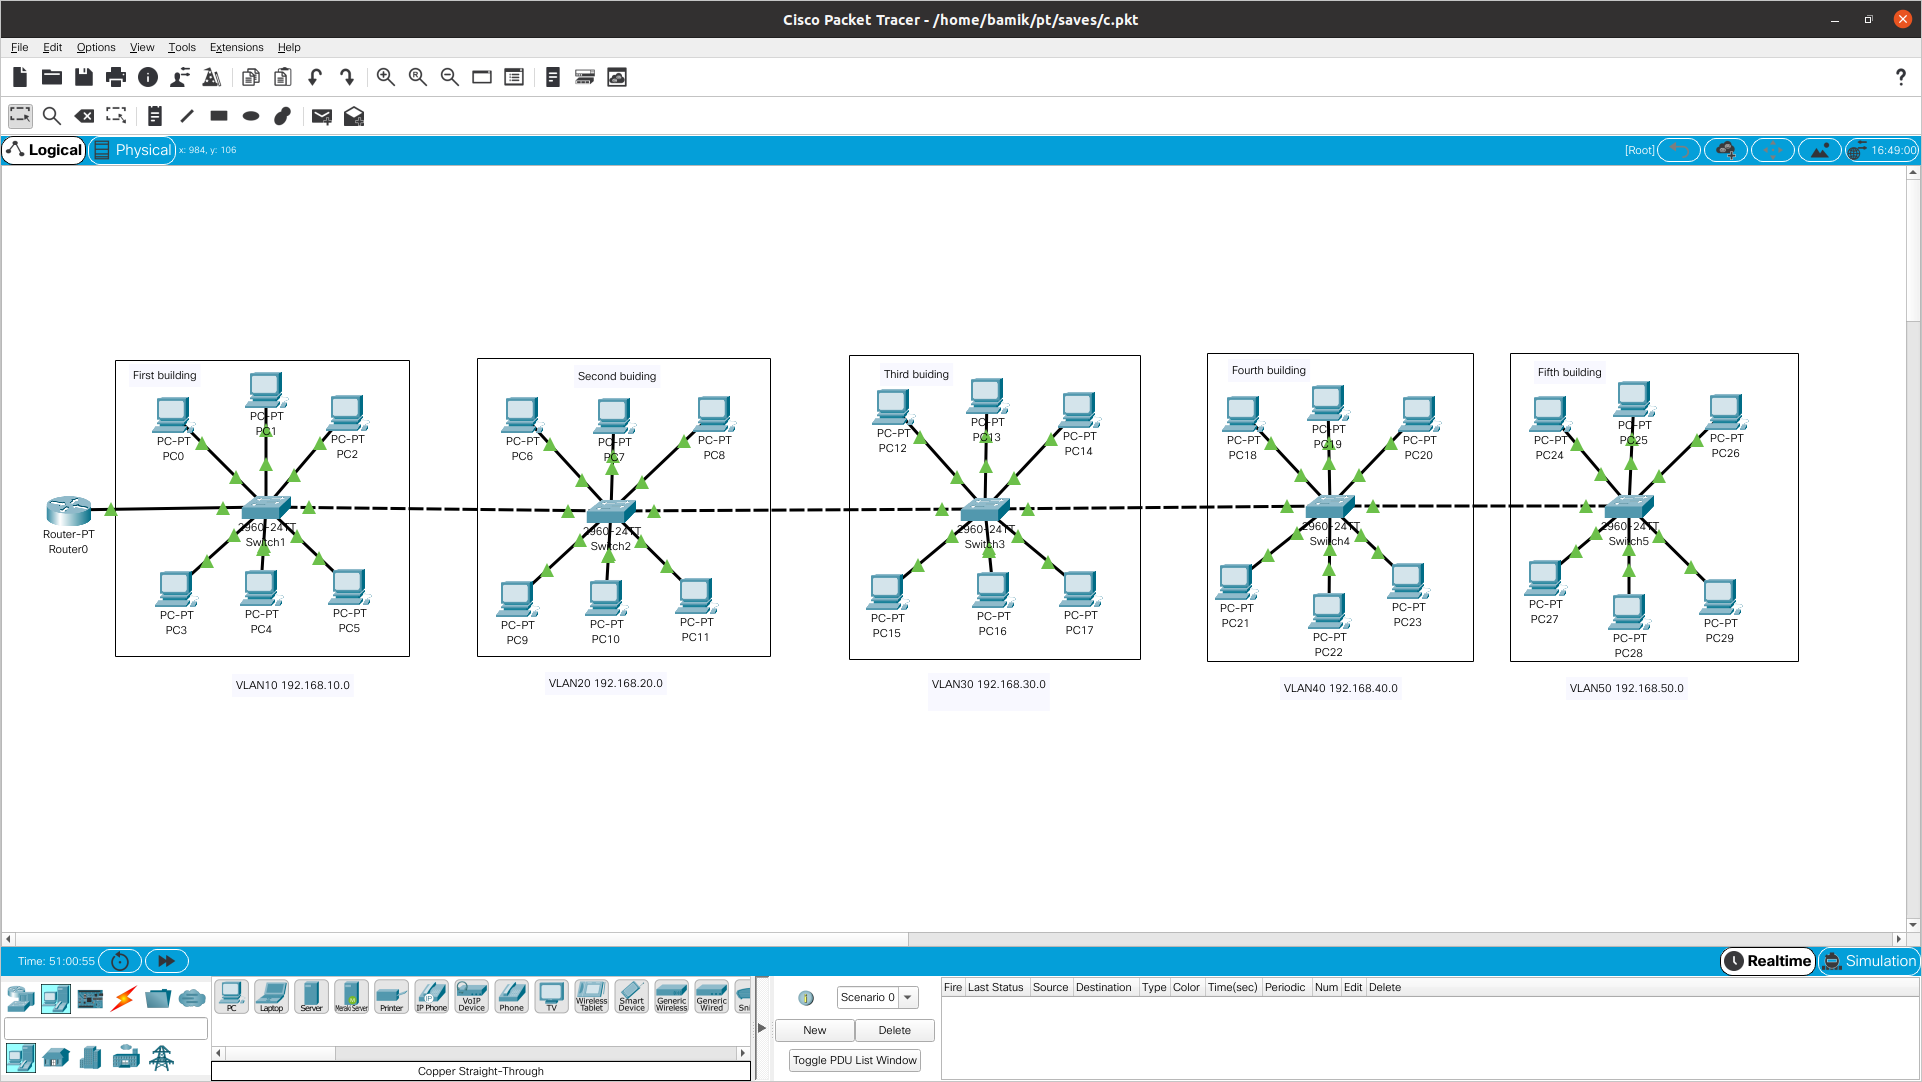 Cisco Packet Tracer - /home/bamik/pt/saves/c.pkt
File Edit Options View Tools Extensions Help
?
Logical Physical x: 984, y: 106 [Root] 16:49:00
First building
PC-PT
PC0
PC-PT
PC1
PC-PT
PC2
Router-PT
Router0
2960-24TT
Switch1
PC-PT
PC3
PC-PT
PC4
PC-PT
PC5
VLAN10 192.168.10.0
Second buiding
PC-PT
PC6
PC-PT
PC7
PC-PT
PC8
2960-24TT
Switch2
PC-PT
PC9
PC-PT
PC10
PC-PT
PC11
VLAN20 192.168.20.0
Third buiding
PC-PT
PC12
PC-PT
PC13
PC-PT
PC14
2960-24TT
Switch3
PC-PT
PC15
PC-PT
PC16
PC-PT
PC17
VLAN30 192.168.30.0
Fourth building
PC-PT
PC18
PC-PT
PC19
PC-PT
PC20
2960-24TT
Switch4
PC-PT
PC21
PC-PT
PC22
PC-PT
PC23
VLAN40 192.168.40.0
Fifth building
PC-PT
PC24
PC-PT
PC25
PC-PT
PC26
2960-24TT
Switch5
PC-PT
PC27
PC-PT
PC28
PC-PT
PC29
VLAN50 192.168.50.0
Time: 51:00:55 Realtime Simulation
PC Laptop Server Meraki Server Printer IP Phone VoIP Device Phone TV Wireless Tablet Smart Device Generic Wireless Generic Wired Sni
Copper Straight-Through
Scenario 0
New Delete
Toggle PDU List Window
Fire Last Status Source Destination Type Color Time(sec) Periodic Num Edit Delete